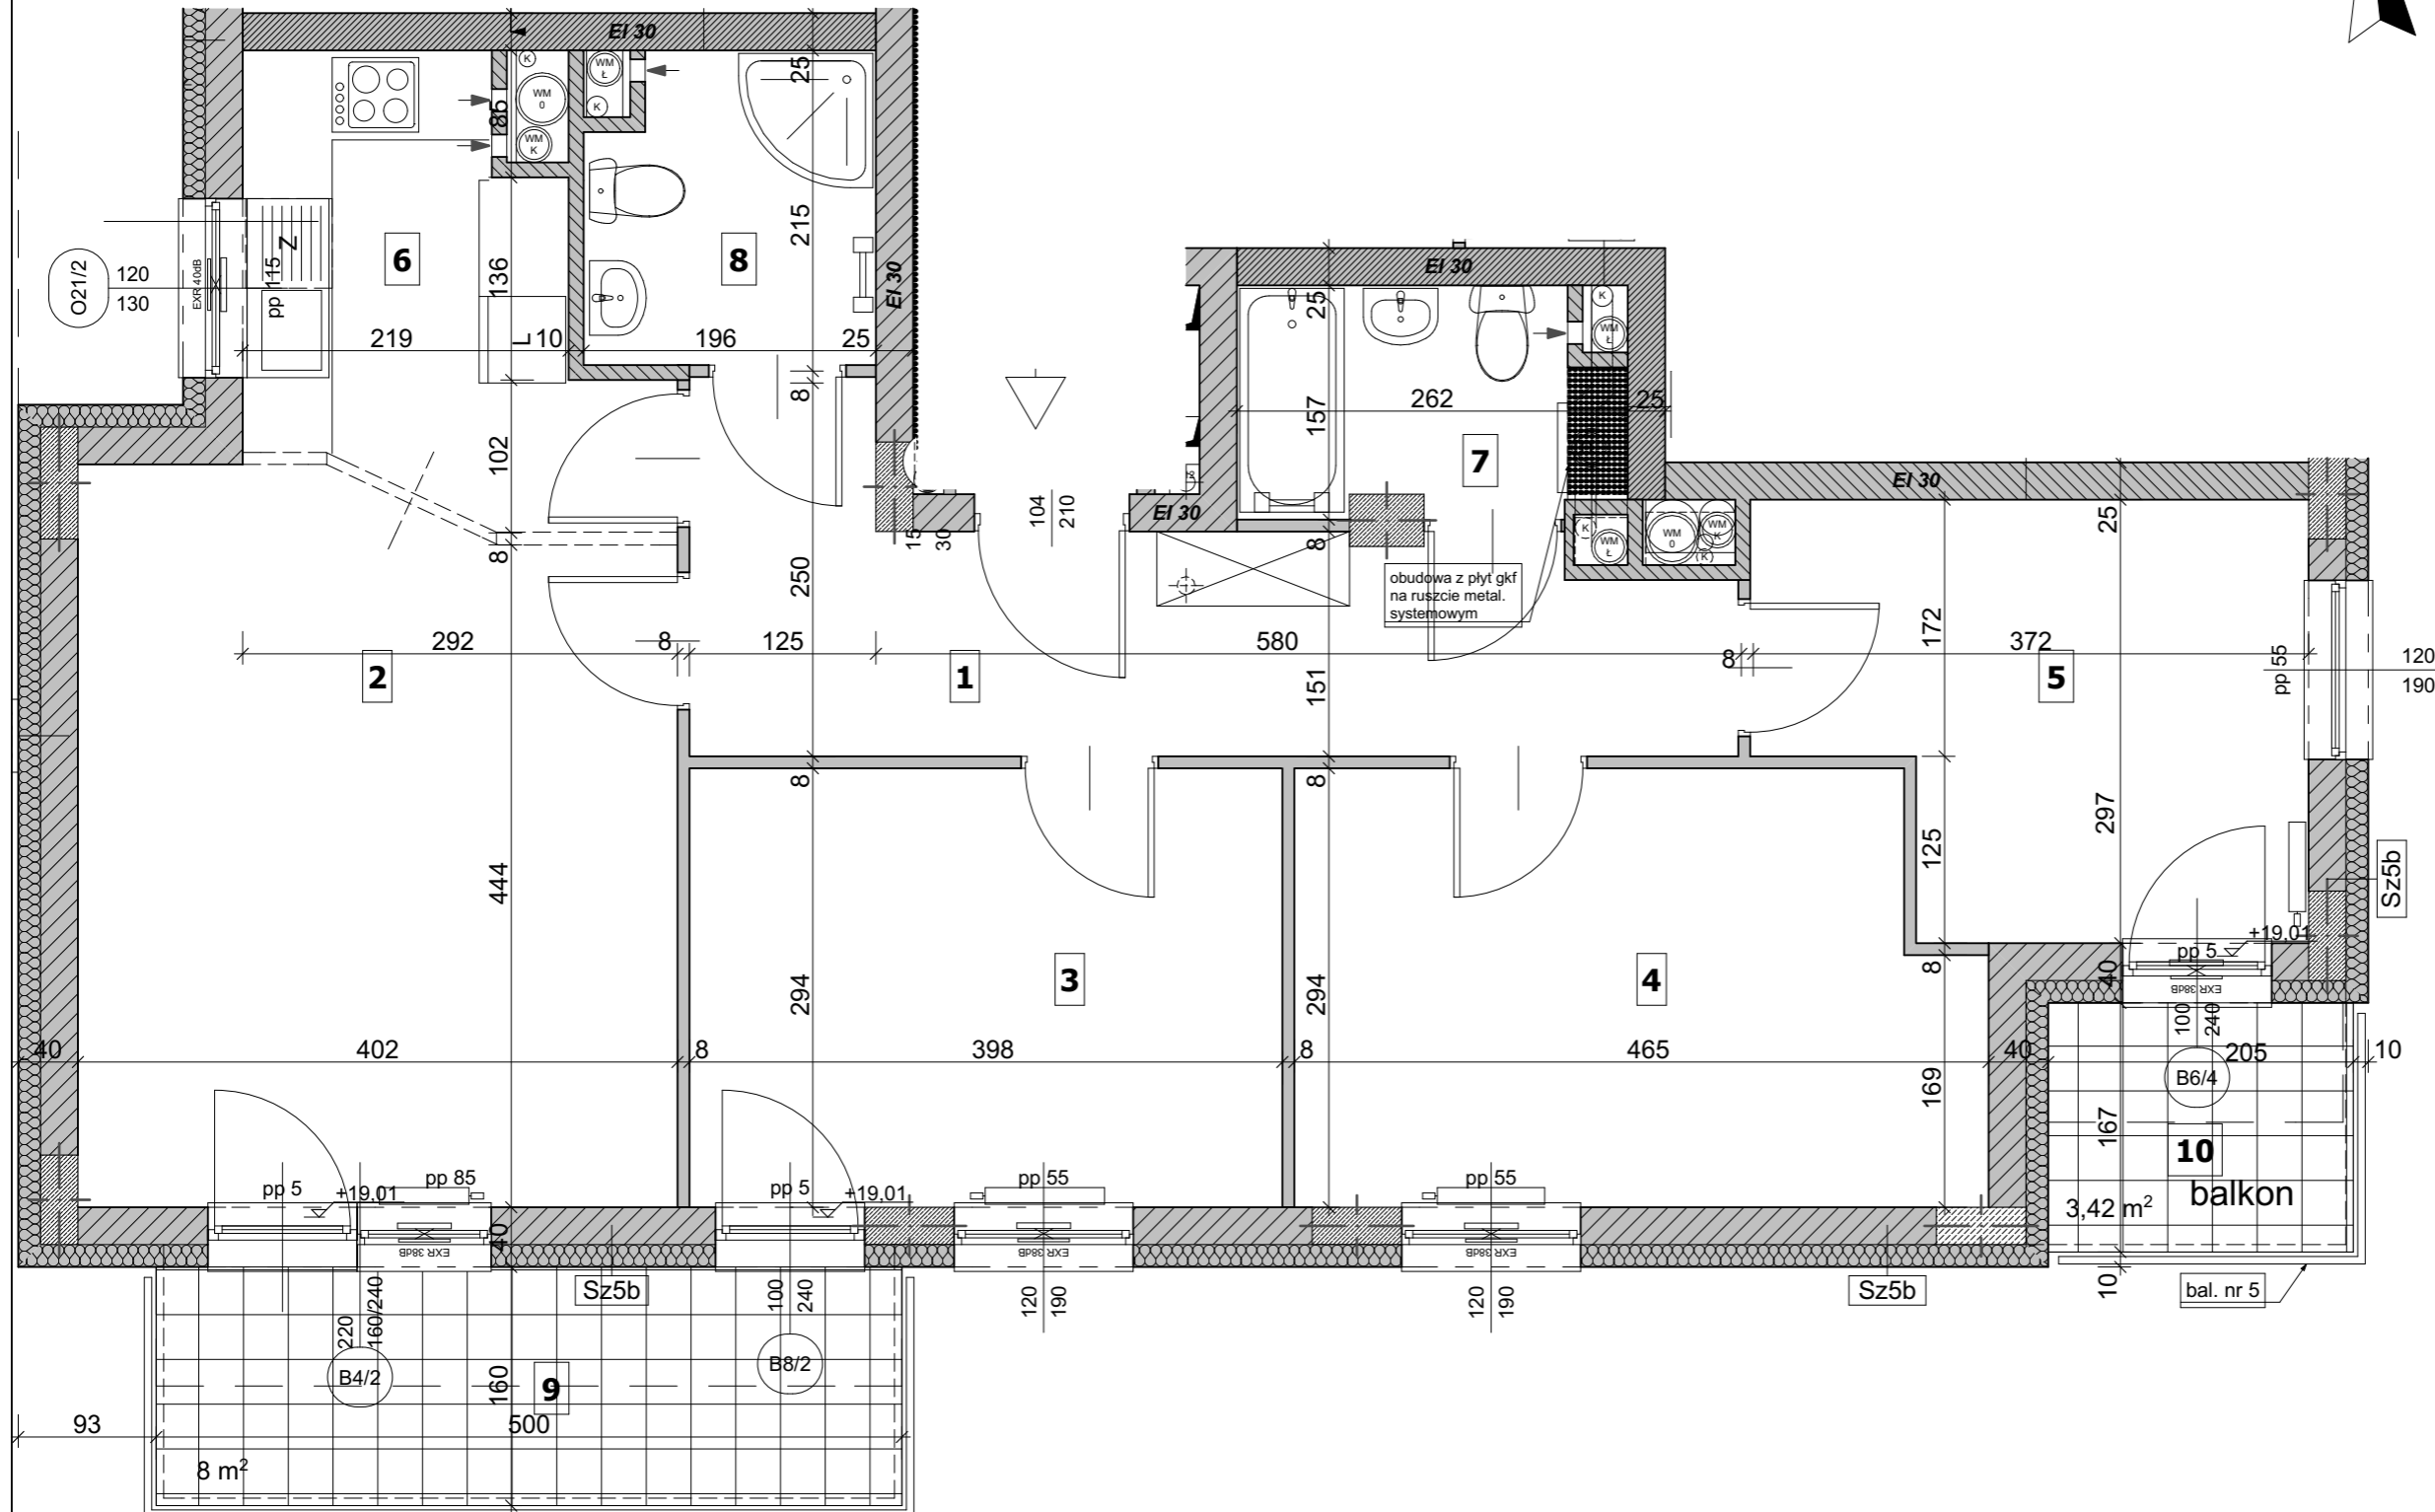 EI 30
25
K
WM
0
WM
K
WM
Ł
K
85
6
8
215
EI 30
136
O21/2
120
130
EXR 40dB
pp 115
Z
219
L
10
196
25
8
102
8
250
15
30
104
210
EI 30
EI 30
25
157
262
25
7
K
WM
Ł
8
K
WM
Ł
WM
0
WM
K
K
EI 30
25
obudowa z płyt gkf
na ruszcie metal.
systemowym
292
8
125
580
8
372
172
2
1
5
151
pp 55
120
190
8
8
444
294
294
125
297
3
4
8
Sz5b
+19,01
pp 5
40
EXR 38dB
100
240
40
402
8
398
8
465
40
205
10
B6/4
169
167
10
balkon
3,42 m²
pp 5
+19,01
pp 85
pp 5
+19,01
pp 55
pp 55
40
EXR 38dB
EXR 38dB
EXR 38dB
Sz5b
Sz5b
10
bal. nr 5
220
160/240
100
240
120
190
120
190
B4/2
B8/2
160
9
93
500
8 m²